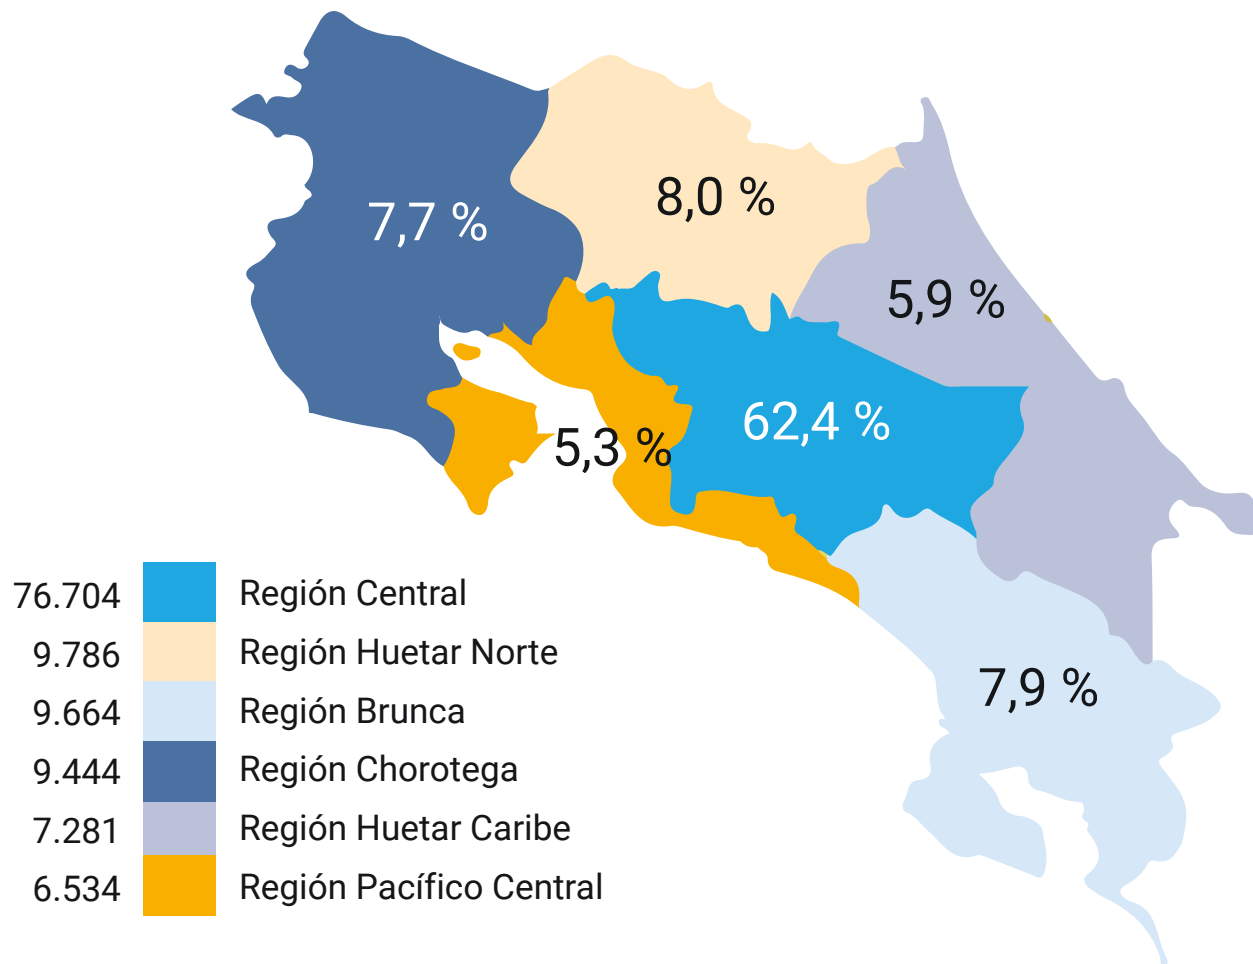 8,0 %
7,7 %
5,9 %
62,4 %
5,3 %
7,9 %
76.704 Región Central
9.786 Región Huetar Norte
9.664 Región Brunca
9.444 Región Chorotega
7.281 Región Huetar Caribe
6.534 Región Pacífico Central